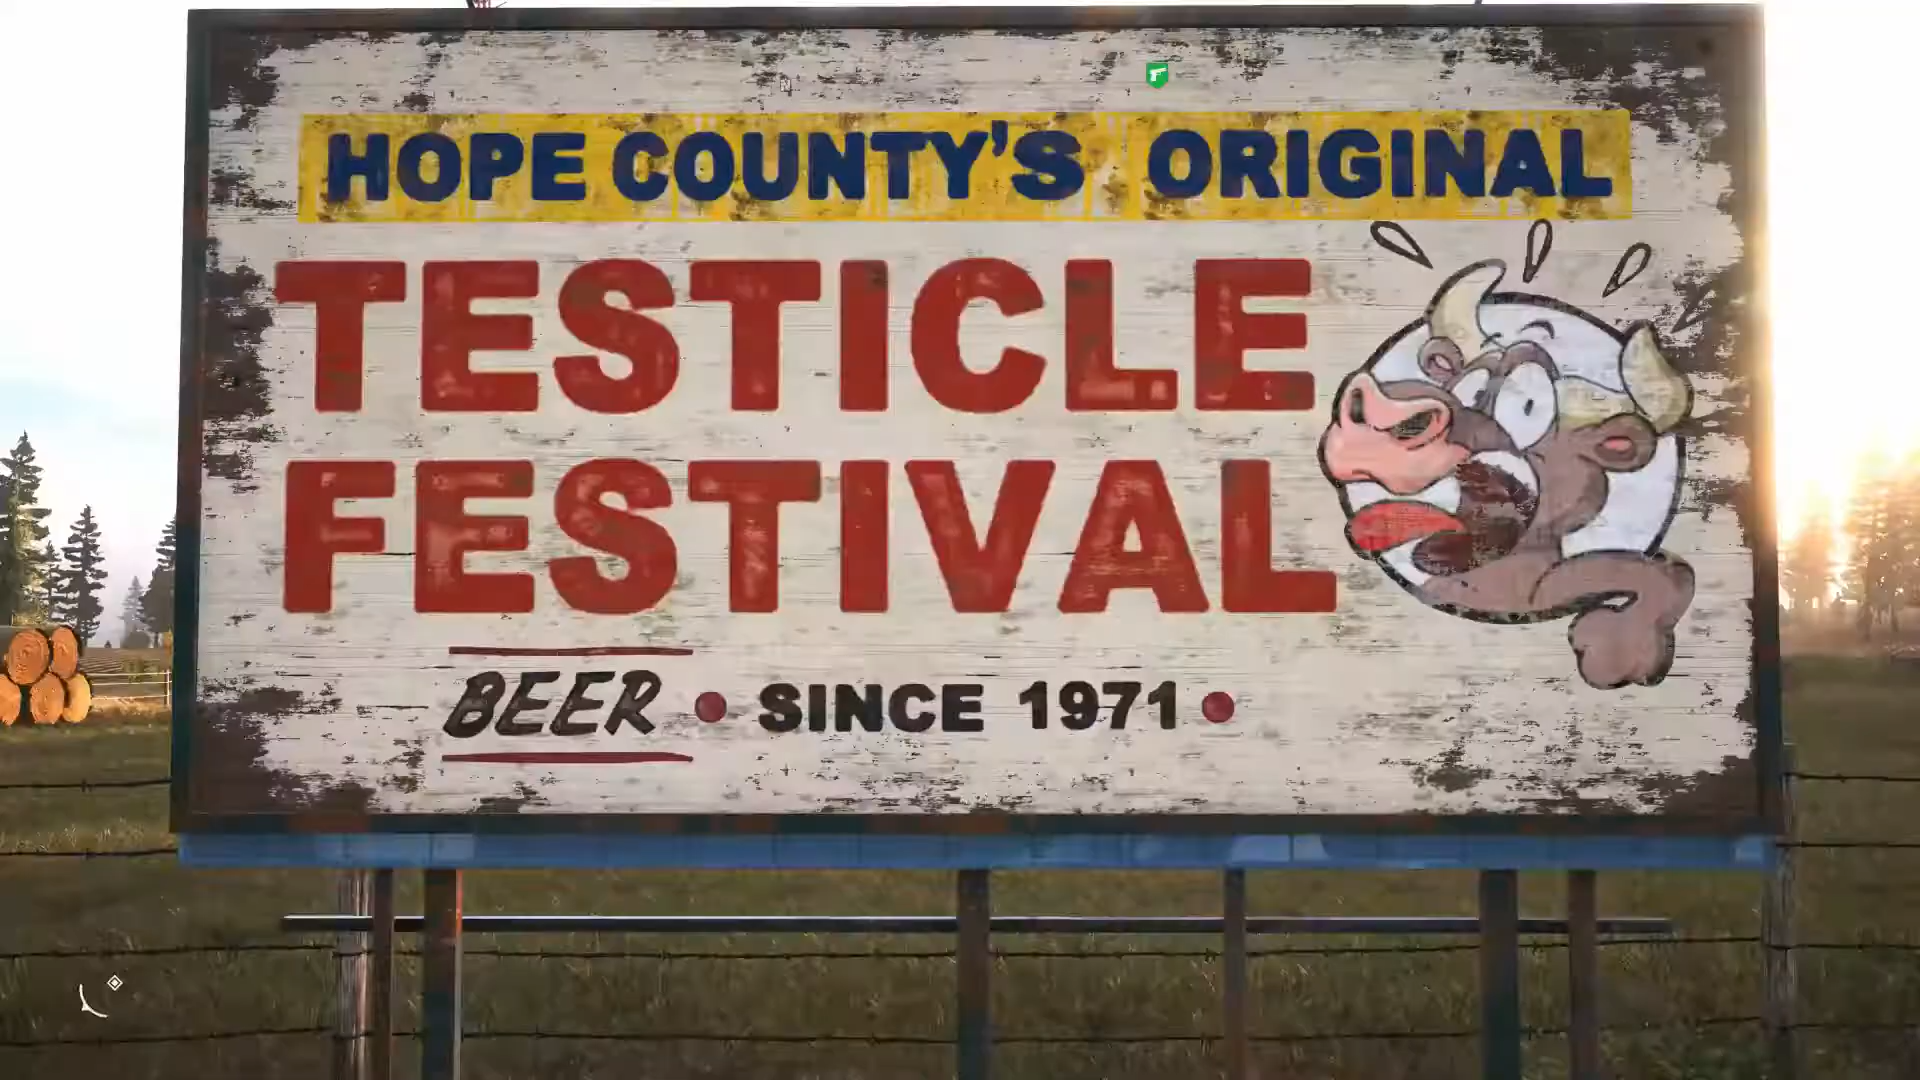 HOPE COUNTY'S ORIGINAL
TESTICLE
FESTIVAL
BEER • SINCE 1971 •